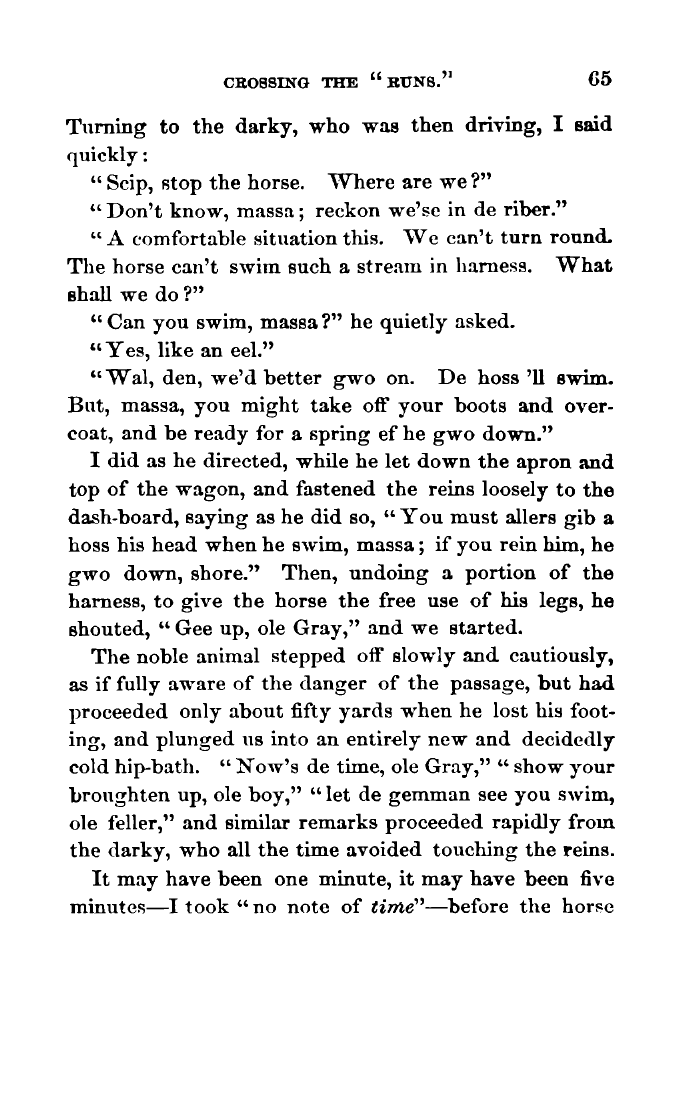 CROSSING THE “RUNS.” 65
Turning to the darky, who was then driving, I said
quickly:
“Scip, stop the horse. Where are we?”
“Don't know, massa; reckon we'se in de riber.”
“A comfortable situation this. We can't turn round.
The horse can't swim such a stream in harness. What
shall we do?”
“Can you swim, massa?” he quietly asked.
“Yes, like an eel.”
“Wal, den, we'd better gwo on. De hoss 'll swim.
But, massa, you might take off your boots and over-
coat, and be ready for a spring ef he gwo down.”
I did as he directed, while he let down the apron and
top of the wagon, and fastened the reins loosely to the
dash-board, saying as he did so, “You must allers gib a
hoss his head when he swim, massa; if you rein him, he
gwo down, shore.” Then, undoing a portion of the
harness, to give the horse the free use of his legs, he
shouted, “Gee up, ole Gray,” and we started.
The noble animal stepped off slowly and cautiously,
as if fully aware of the danger of the passage, but had
proceeded only about fifty yards when he lost his foot-
ing, and plunged us into an entirely new and decidedly
cold hip-bath. “Now's de time, ole Gray,” “show your
broughten up, ole boy,” “let de gemman see you swim,
ole feller,” and similar remarks proceeded rapidly from
the darky, who all the time avoided touching the reins.
It may have been one minute, it may have been five
minutes—I took “no note of time”—before the horse